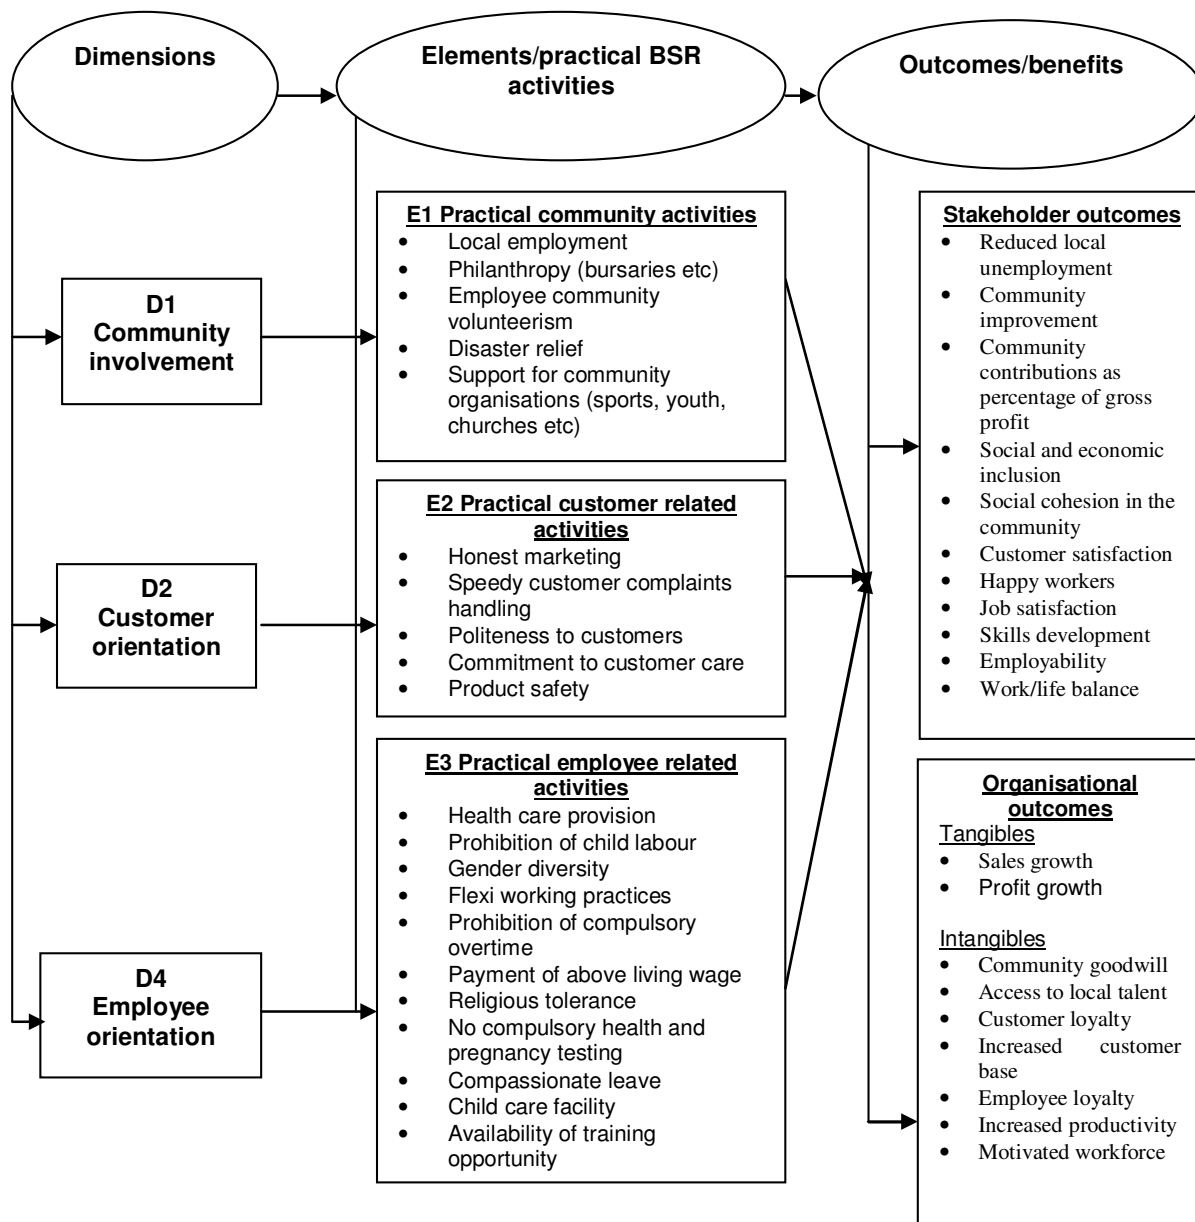 Dimensions
Elements/practical BSR
activities
Outcomes/benefits
D1
Community
involvement
D2
Customer
orientation
D4
Employee
orientation
E1 Practical community activities
• Local employment
• Philanthropy (bursaries etc)
• Employee community
volunteerism
• Disaster relief
• Support for community
organisations (sports, youth,
churches etc)
E2 Practical customer related
activities
• Honest marketing
• Speedy customer complaints
handling
• Politeness to customers
• Commitment to customer care
• Product safety
E3 Practical employee related
activities
• Health care provision
• Prohibition of child labour
• Gender diversity
• Flexi working practices
• Prohibition of compulsory
overtime
• Payment of above living wage
• Religious tolerance
• No compulsory health and
pregnancy testing
• Compassionate leave
• Child care facility
• Availability of training
opportunity
Stakeholder outcomes
• Reduced local
unemployment
• Community
improvement
• Community
contributions as
percentage of gross
profit
• Social and economic
inclusion
• Social cohesion in the
community
• Customer satisfaction
• Happy workers
• Job satisfaction
• Skills development
• Employability
• Work/life balance
Organisational
outcomes
Tangibles
• Sales growth
• Profit growth
Intangibles
• Community goodwill
• Access to local talent
• Customer loyalty
• Increased customer
base
• Employee loyalty
• Increased productivity
• Motivated workforce